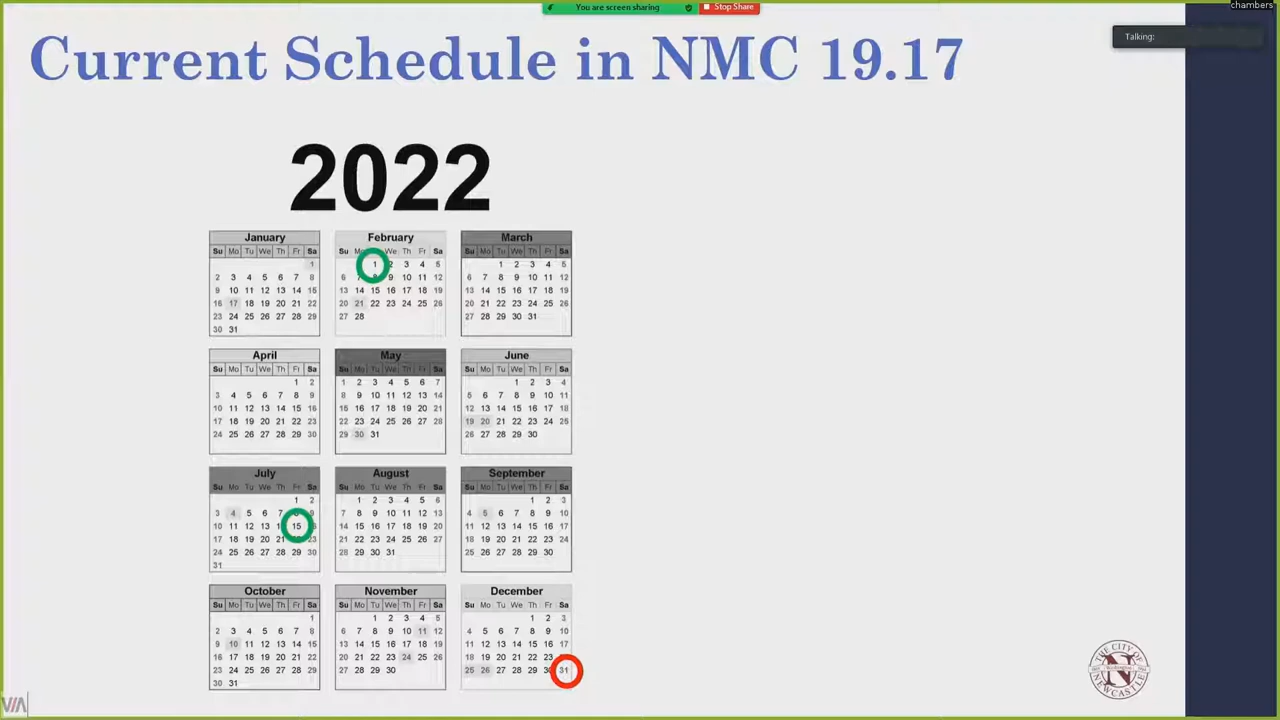 You are screen sharing
Stop Share
chambers
Talking:
Current Schedule in NMC 19.17
2022
January
Su Mo Tu We Th Fr Sa
1
2 3 4 5 6 7 8
9 10 11 12 13 14 15
16 17 18 19 20 21 22
23 24 25 26 27 28 29
30 31
February
Su We Th Fr Sa
1 3 4 5
6 9 10 11 12
13 14 15 16 17 18 19
20 21 22 23 24 25 26
27 28
March
Su Mo Tu We Th Fr Sa
1 2 3 4 5
6 7 8 9 10 11 12
13 14 15 16 17 18 19
20 21 22 23 24 25 26
27 28 29 30 31
April
Su Mo Tu We Th Fr Sa
1 2
3 4 5 6 7 8 9
10 11 12 13 14 15 16
17 18 19 20 21 22 23
24 25 26 27 28 29 30
May
Su Mo Tu We Th Fr Sa
1 2 3 4 5 6 7
8 9 10 11 12 13 14
15 16 17 18 19 20 21
22 23 24 25 26 27 28
29 30 31
June
Su Mo Tu We Th Fr Sa
1 2 3 4
5 6 7 8 9 10 11
12 13 14 15 16 17 18
19 20 21 22 23 24 25
26 27 28 29 30
July
Su Mo Tu We Th Fr Sa
1 2
3 4 5 6 7 9
10 11 12 13 15
17 18 19 20 21 23
24 25 26 27 28 29 30
31
August
Su Mo Tu We Th Fr Sa
1 2 3 4 5 6
7 8 9 10 11 12 13
14 15 16 17 18 19 20
21 22 23 24 25 26 27
28 29 30 31
September
Su Mo Tu We Th Fr Sa
1 2 3
4 5 6 7 8 9 10
11 12 13 14 15 16 17
18 19 20 21 22 23 24
25 26 27 28 29 30
October
Su Mo Tu We Th Fr Sa
1
2 3 4 5 6 7 8
9 10 11 12 13 14 15
16 17 18 19 20 21 22
23 24 25 26 27 28 29
30 31
November
Su Mo Tu We Th Fr Sa
1 2 3 4 5
6 7 8 9 10 11 12
13 14 15 16 17 18 19
20 21 22 23 24 25 26
27 28 29 30
December
Su Mo Tu We Th Fr Sa
1 2 3
4 5 6 7 8 9 10
11 12 13 14 15 16 17
18 19 20 21 22 23
25 26 27 28 29 30 31
THE CITY OF
N
Washington
NEWCASTLE
VIA